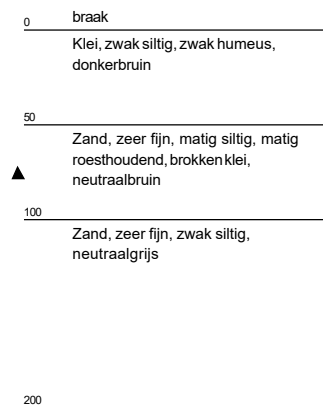 0 braak
Klei, zwak siltig, zwak humeus,
donkerbruin
50
Zand, zeer fijn, matig siltig, matig
roesthoudend, brokken klei,
neutraalbruin
100
Zand, zeer fijn, zwak siltig,
neutraalgrijs
200